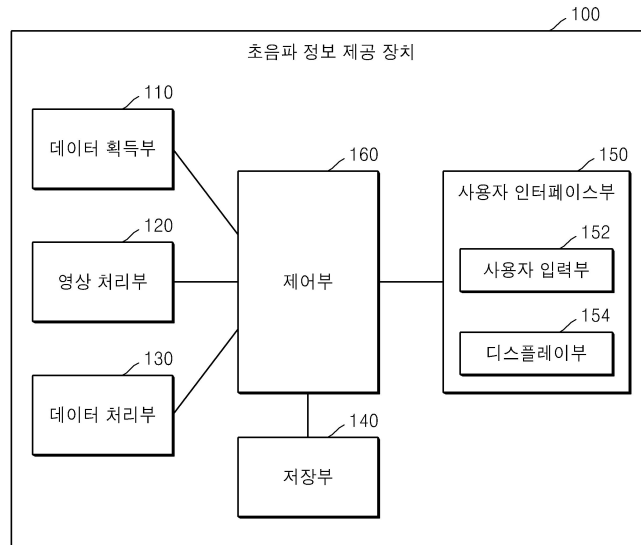 100
초음파 정보 제공 장치
110
데이터 획득부
160
제어부
150
사용자 인터페이스부
120
영상 처리부
152
사용자 입력부
154
디스플레이부
130
데이터 처리부
140
저장부